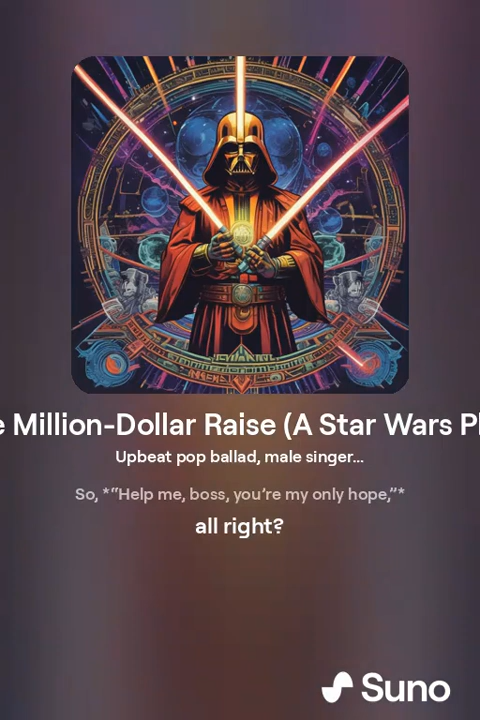 e Million-Dollar Raise (A Star Wars Pl
Upbeat pop ballad, male singer...
So, *“Help me, boss, you’re my only hope,”*
all right?
Suno